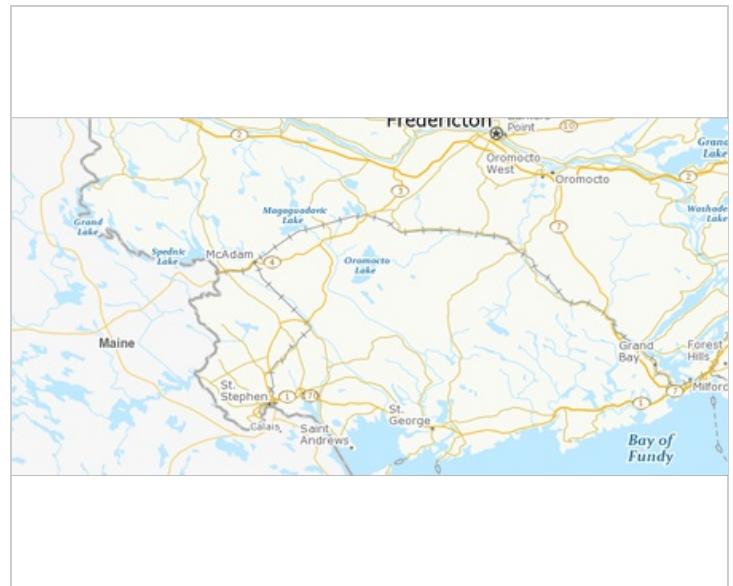 Fredericton
Point
10
2
Oromocto
West
Oromocto
Grand
Lake
2
3
Magaguadavic
Lake
Washade
Lake
Grand
Lake
7
Spednic
Lake
McAdam
4
Oromocto
Lake
Maine
Grand
Bay
Forest
Hills
St.
Stephen
1
Milford
7
1
Calais
Saint
Andrews
St.
George
Bay of
Fundy